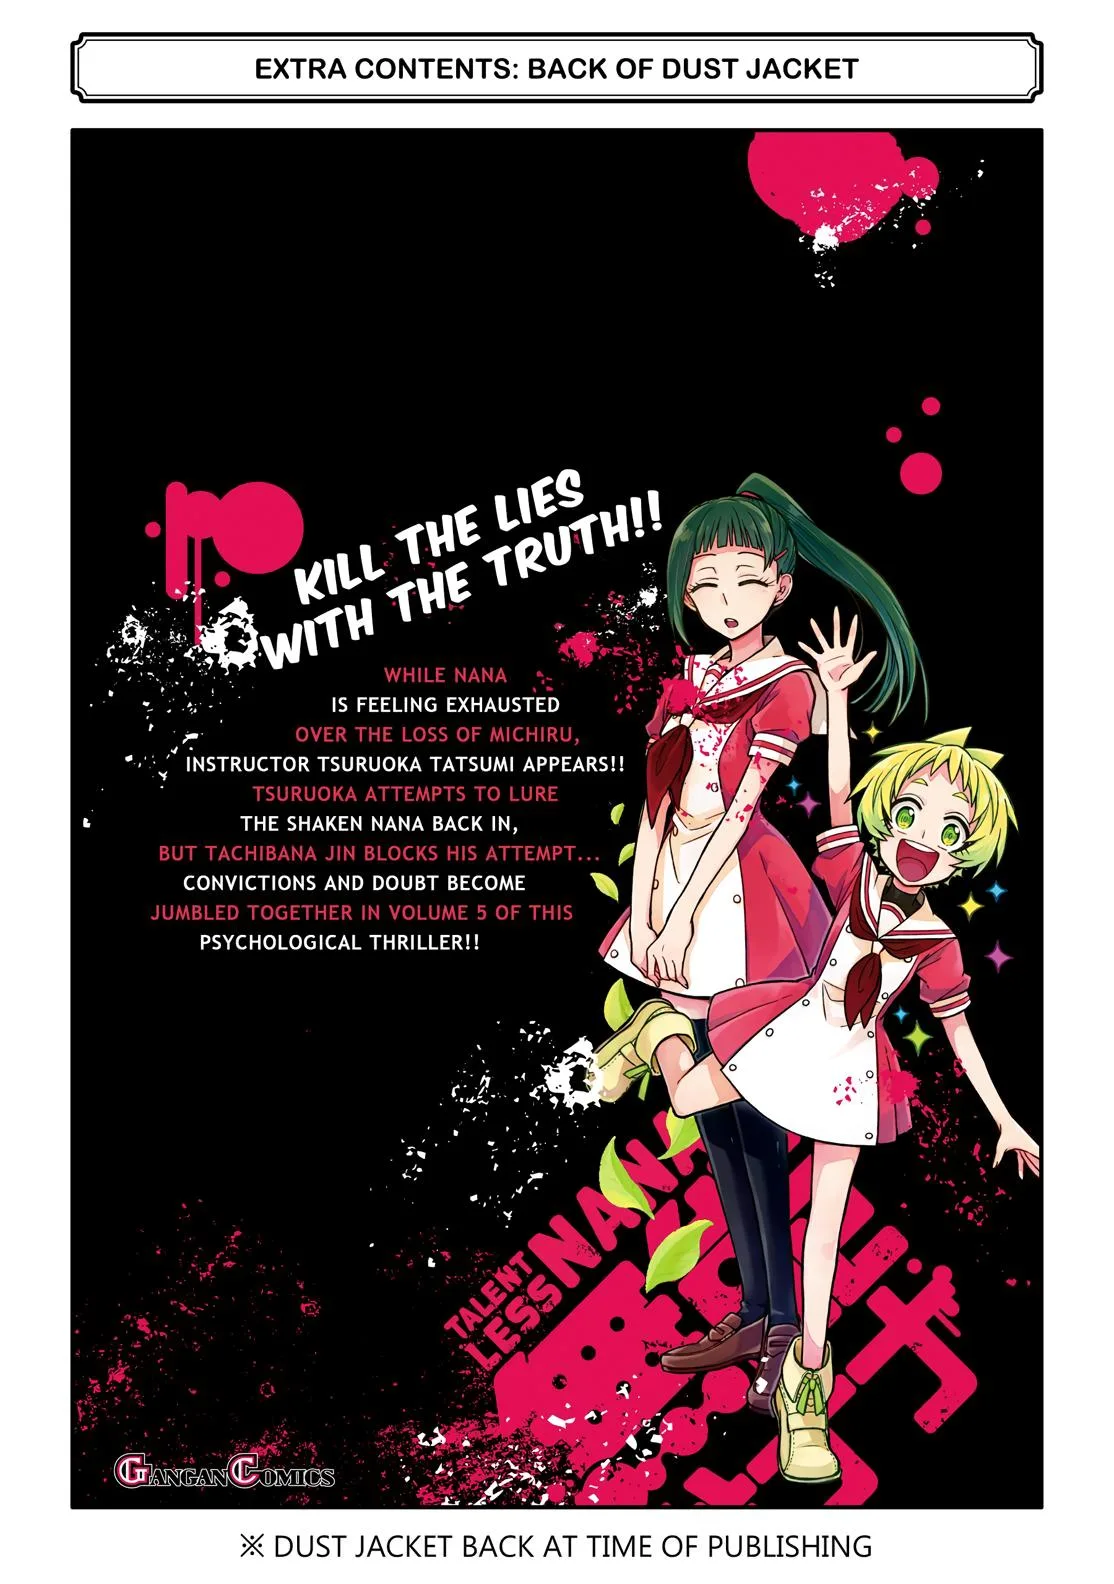 EXTRA CONTENTS: BACK OF DUST JACKET
KILL THE LIES
WITH THE TRUTH!!
WHILE NANA
IS FEELING EXHAUSTED
OVER THE LOSS OF MICHIRU,
INSTRUCTOR TSURUOKA TATSUMI APPEARS!!
TSURUOKA ATTEMPTS TO LURE
THE SHAKEN NANA BACK IN,
BUT TACHIBANA JIN BLOCKS HIS ATTEMPT...
CONVICTIONS AND DOUBT BECOME
JUMBLED TOGETHER IN VOLUME 5 OF THIS
PSYCHOLOGICAL THRILLER!!
TALENT
LESS NANA
GANGAN COMICS
※ DUST JACKET BACK AT TIME OF PUBLISHING